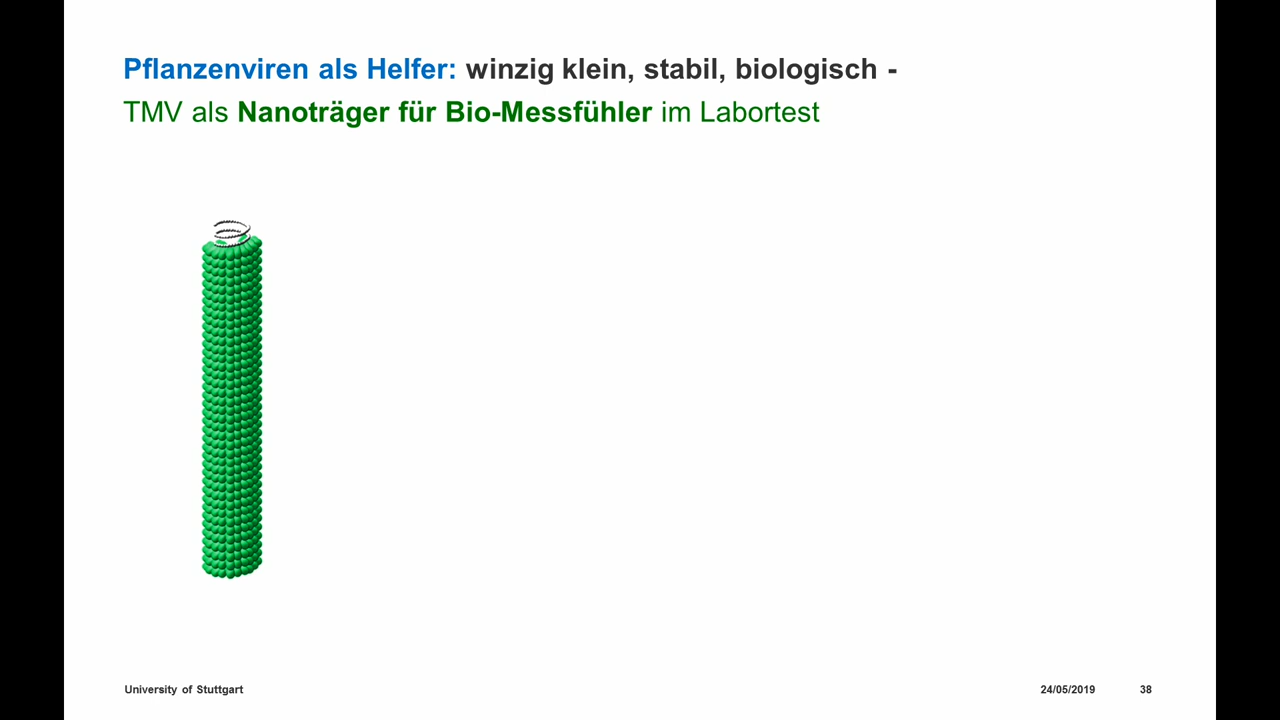 Pflanzenviren als Helfer: winzig klein, stabil, biologisch -
TMV als Nanoträger für Bio-Messfühler im Labortest
University of Stuttgart
24/05/2019
38